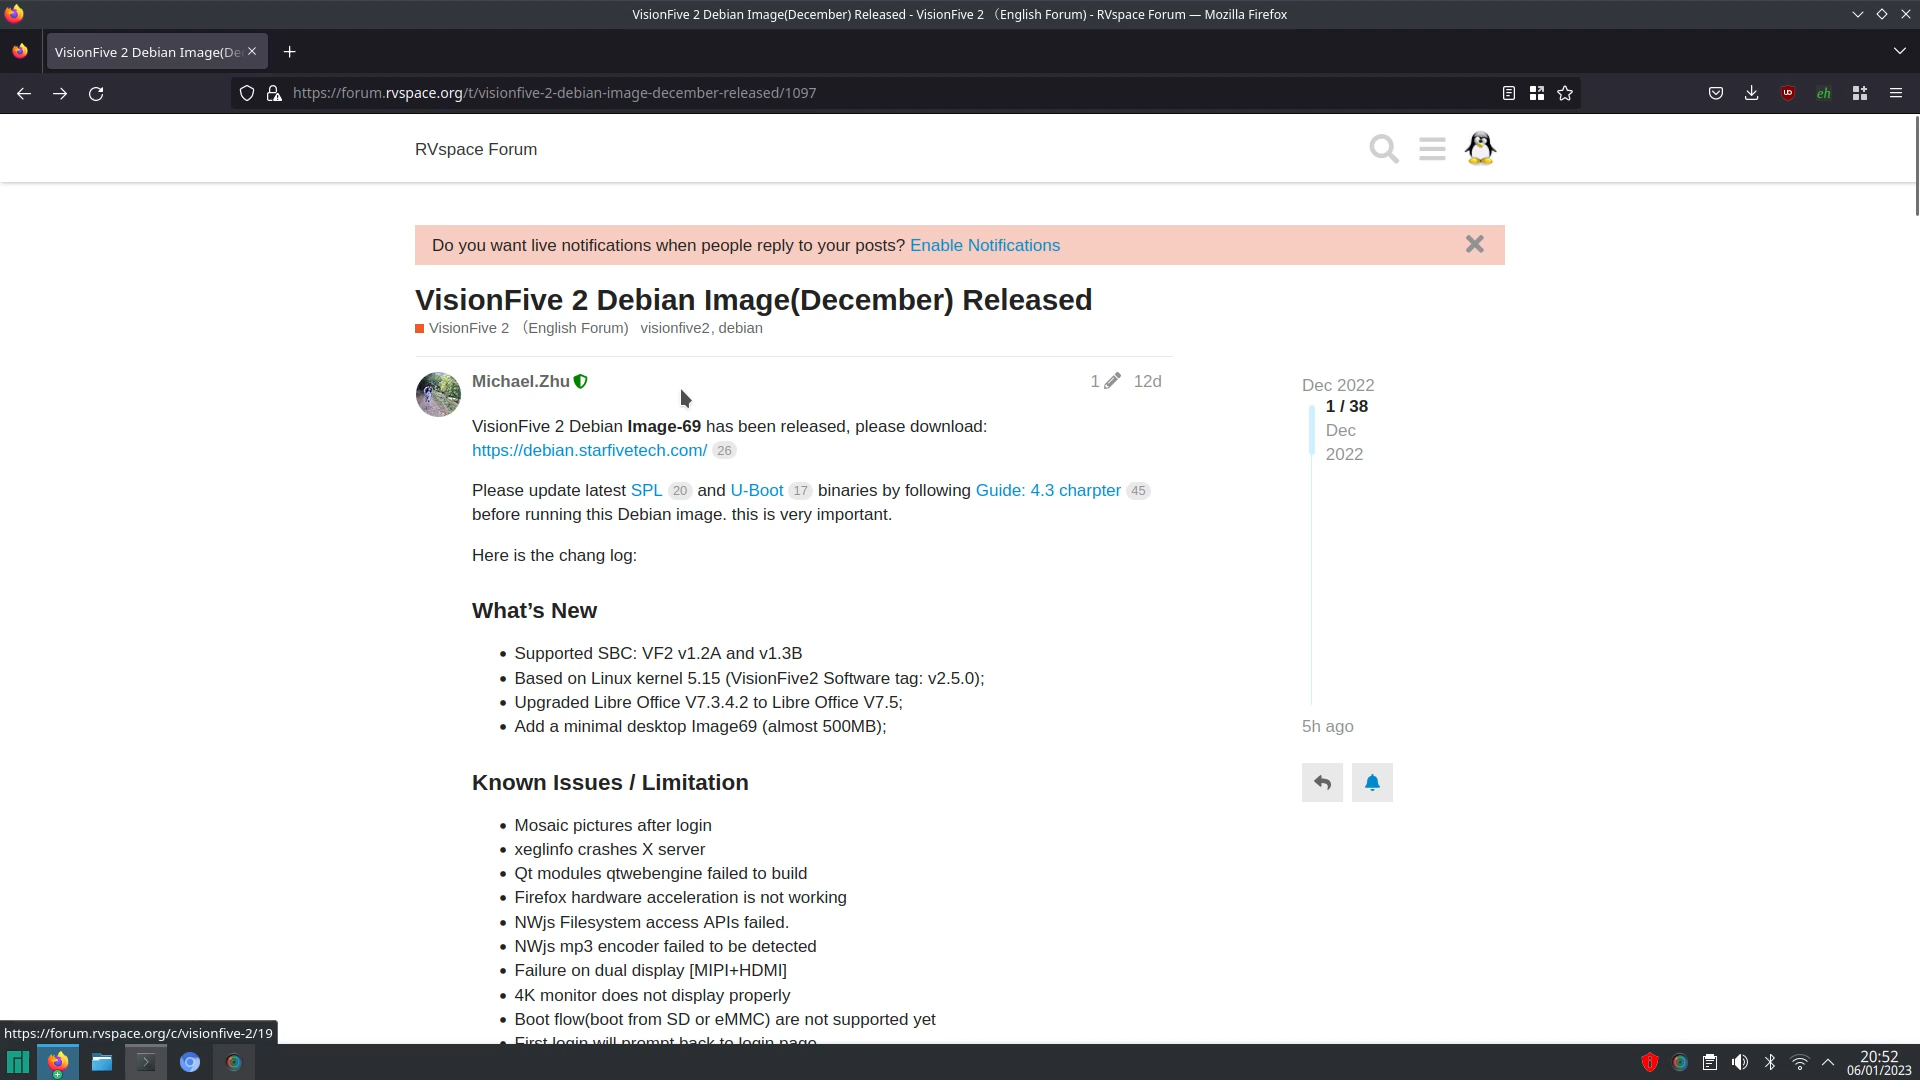 VisionFive 2 Debian Image(December) Released - VisionFive 2 （English Forum) - RVspace Forum — Mozilla Firefox
VisionFive 2 Debian Image(De
https://forum.rvspace.org/t/visionfive-2-debian-image-december-released/1097
UD
eh
RVspace Forum
Do you want live notifications when people reply to your posts? Enable Notifications
VisionFive 2 Debian Image(December) Released
VisionFive 2 （English Forum) visionfive2, debian
Michael.Zhu
1 12d
VisionFive 2 Debian Image-69 has been released, please download:
https://debian.starfivetech.com/ 26
Please update latest SPL 20 and U-Boot 17 binaries by following Guide: 4.3 charpter 45
before running this Debian image. this is very important.
Here is the chang log:
What’s New
• Supported SBC: VF2 v1.2A and v1.3B
• Based on Linux kernel 5.15 (VisionFive2 Software tag: v2.5.0);
• Upgraded Libre Office V7.3.4.2 to Libre Office V7.5;
• Add a minimal desktop Image69 (almost 500MB);
Known Issues / Limitation
• Mosaic pictures after login
• xeglinfo crashes X server
• Qt modules qtwebengine failed to build
• Firefox hardware acceleration is not working
• NWjs Filesystem access APIs failed.
• NWjs mp3 encoder failed to be detected
• Failure on dual display [MIPI+HDMI]
• 4K monitor does not display properly
• Boot flow(boot from SD or eMMC) are not supported yet
• First login will prompt back to login page
Dec 2022
1 / 38
Dec
2022
5h ago
https://forum.rvspace.org/c/visionfive-2/19
20:52
06/01/2023